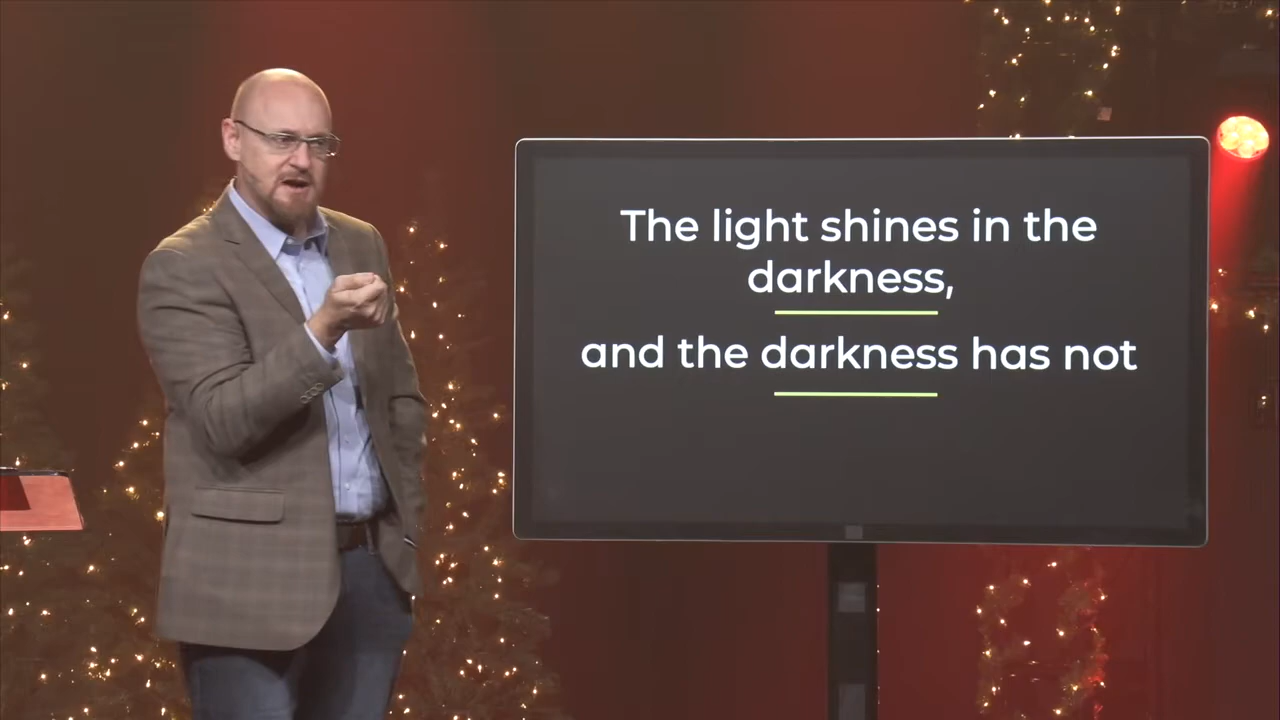 The light shines in the
darkness,
and the darkness has not